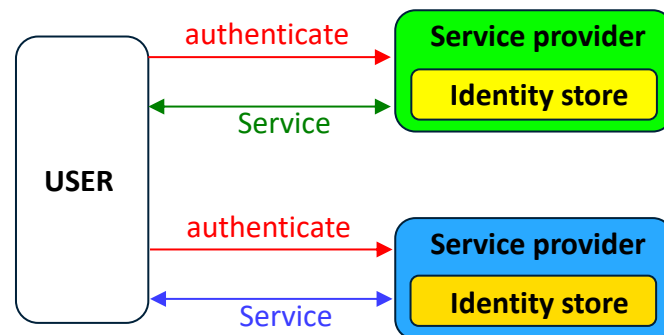 authenticate
Service provider
Identity store
Service
USER
authenticate
Service provider
Identity store
Service